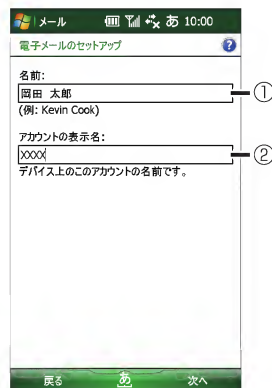 メール あ 10:00
電子メールのセットアップ ?
名前:
岡田 太郎 ①
(例: Kevin Cook)
アカウントの表示名:
XXXX ②
デバイス上のこのアカウントの名前です。
戻る あ 次へ